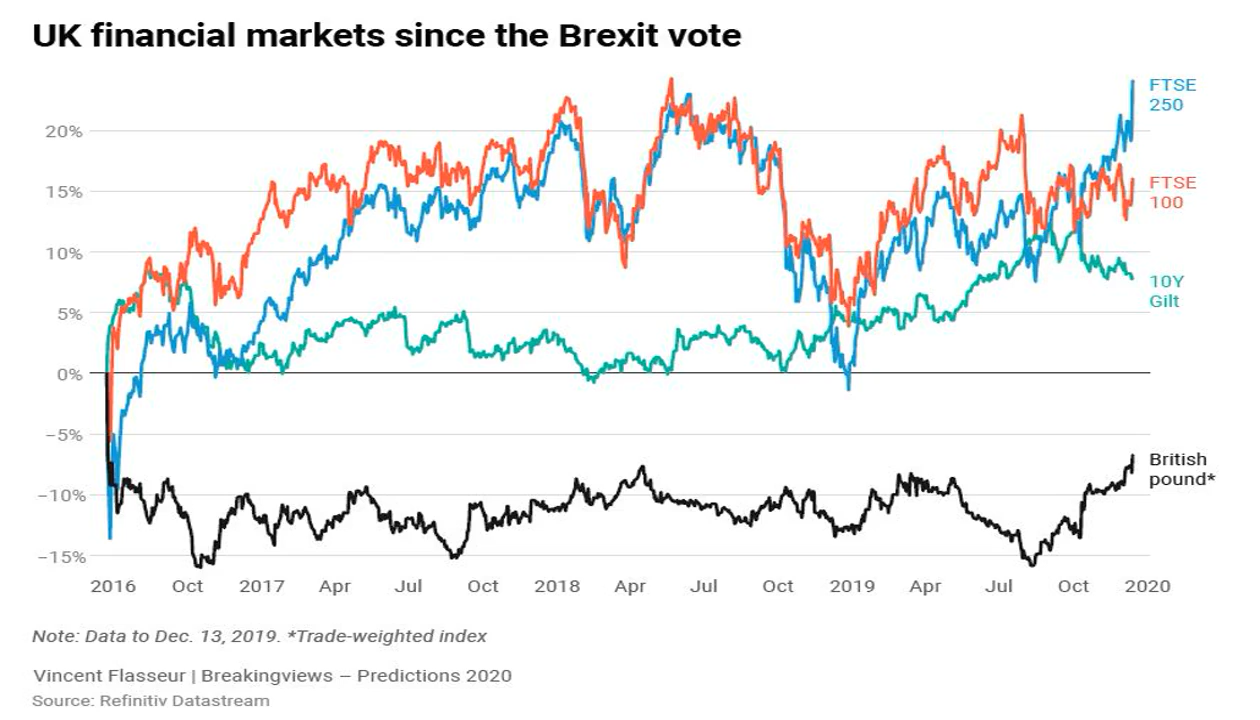 UK financial markets since the Brexit vote
FTSE
250
20%
15%
FTSE
100
10%
10Y
Gilt
5%
0%
−5%
British
pound*
−10%
−15%
2016 Oct 2017 Apr Jul Oct 2018 Apr Jul Oct 2019 Apr Jul Oct 2020
Note: Data to Dec. 13, 2019. *Trade-weighted index
Vincent Flasseur | Breakingviews – Predictions 2020
Source: Refinitiv Datastream